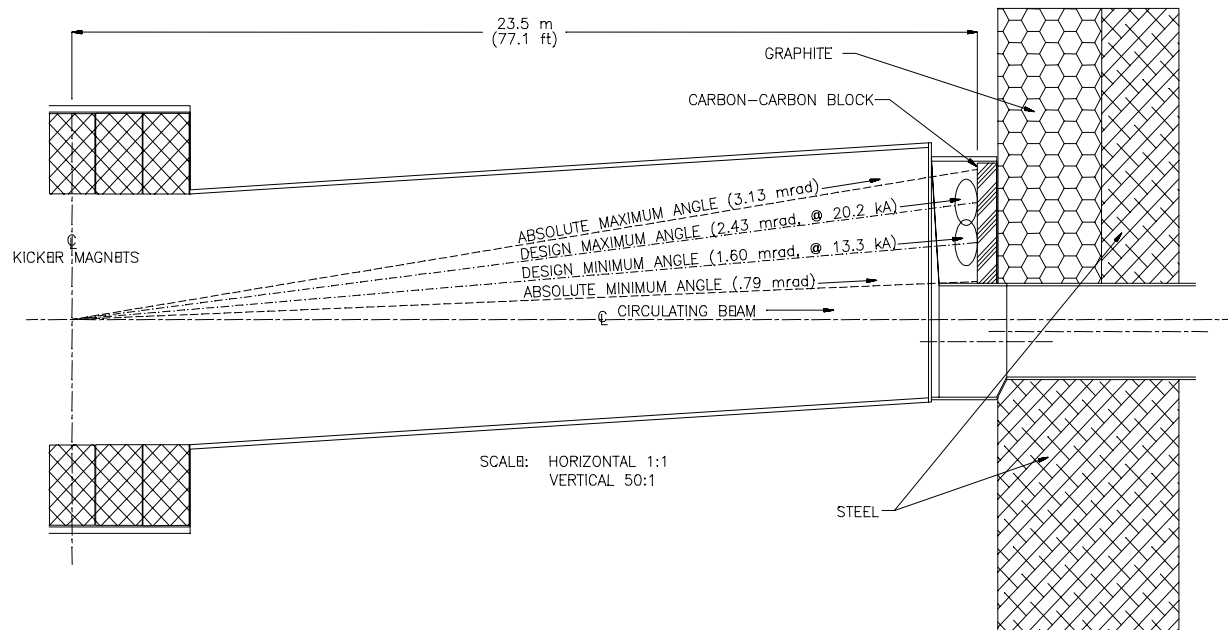 23.5 m
(77.1 ft)
GRAPHITE
CARBON-CARBON BLOCK
ABSOLUTE MAXIMUM ANGLE (3.13 mrad)
DESIGN MAXIMUM ANGLE (2.43 mrad, @ 20.2 kA)
℄
KICKER MAGNETS
DESIGN MINIMUM ANGLE (1.60 mrad, @ 13.3 kA)
ABSOLUTE MINIMUM ANGLE (.79 mrad)
℄ CIRCULATING BEAM
SCALE: HORIZONTAL 1:1
VERTICAL 50:1
STEEL